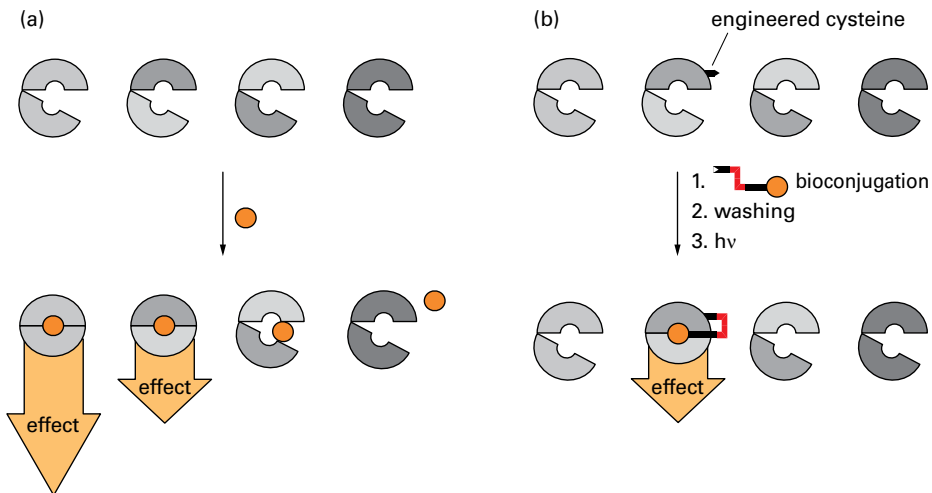 (a)
effect
effect
(b)
engineered cysteine
1. bioconjugation
2. washing
3. hν
effect